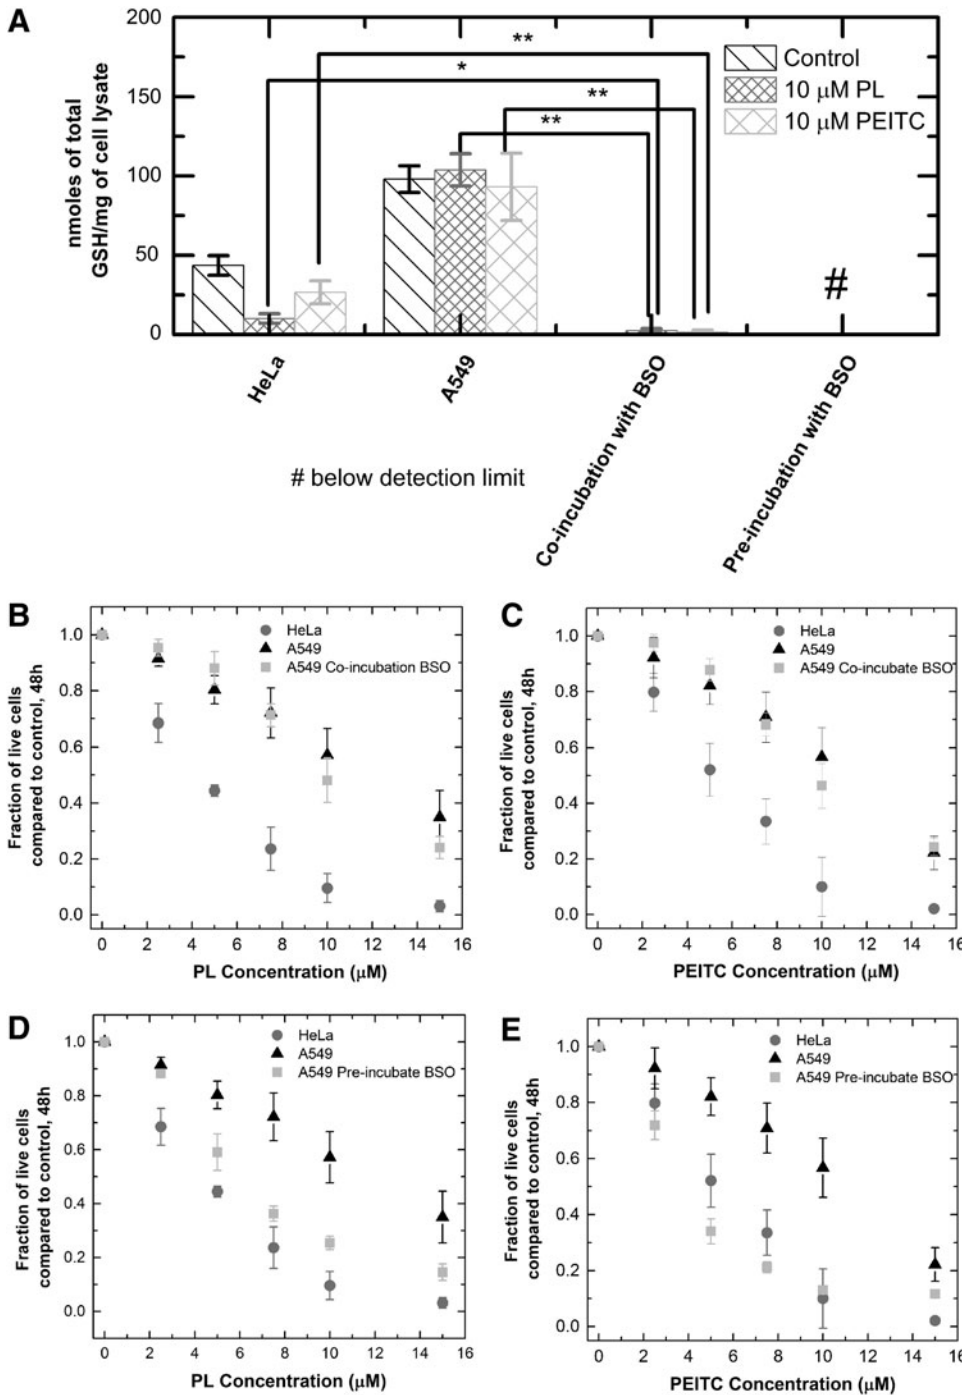 A
200
150
100
50
0
nmoles of total
GSH/mg of cell lysate
Control
10 μM PL
10 μM PEITC
**
*
**
**
#
HeLa
A549
Co-incubation with BSO
Pre-incubation with BSO
# below detection limit
B
HeLa
A549
A549 Co-incubation BSO
1.0
0.8
0.6
0.4
0.2
0.0
Fraction of live cells
compared to control, 48h
0 2 4 6 8 10 12 14 16
PL Concentration (μM)
C
HeLa
A549
A549 Co-incubate BSO
1.0
0.8
0.6
0.4
0.2
0.0
Fraction of live cells
compared to control, 48h
0 2 4 6 8 10 12 14 16
PEITC Concentration (μM)
D
HeLa
A549
A549 Pre-incubate BSO
1.0
0.8
0.6
0.4
0.2
0.0
Fraction of live cells
compared to control, 48h
0 2 4 6 8 10 12 14 16
PL Concentration (μM)
E
HeLa
A549
A549 Pre-incubate BSO
1.0
0.8
0.6
0.4
0.2
0.0
Fraction of live cells
compared to control, 48h
0 2 4 6 8 10 12 14 16
PEITC Concentration (μM)